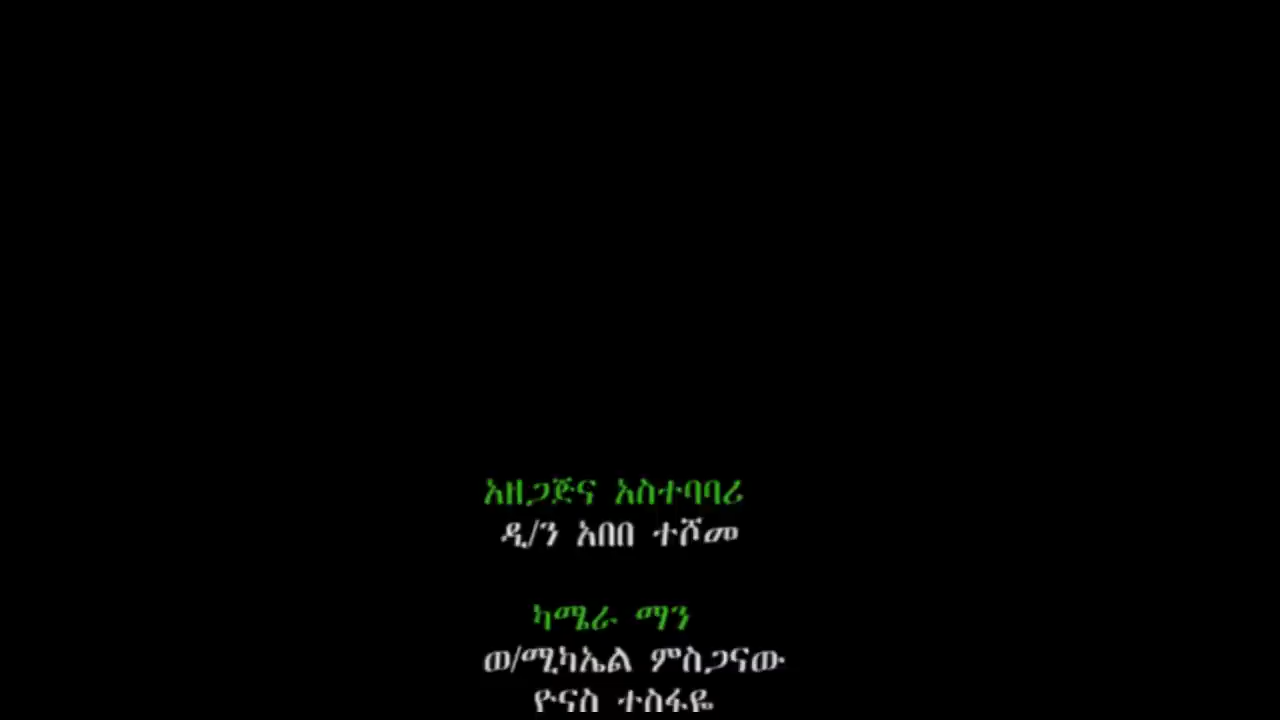 አዘጋጅና አስተባባሪ
ዲ/ን አበበ ተሾመ
ካሜራ ማን
ወ/ሚካኤል ምስጋናው
ዮናስ ተስፋዬ